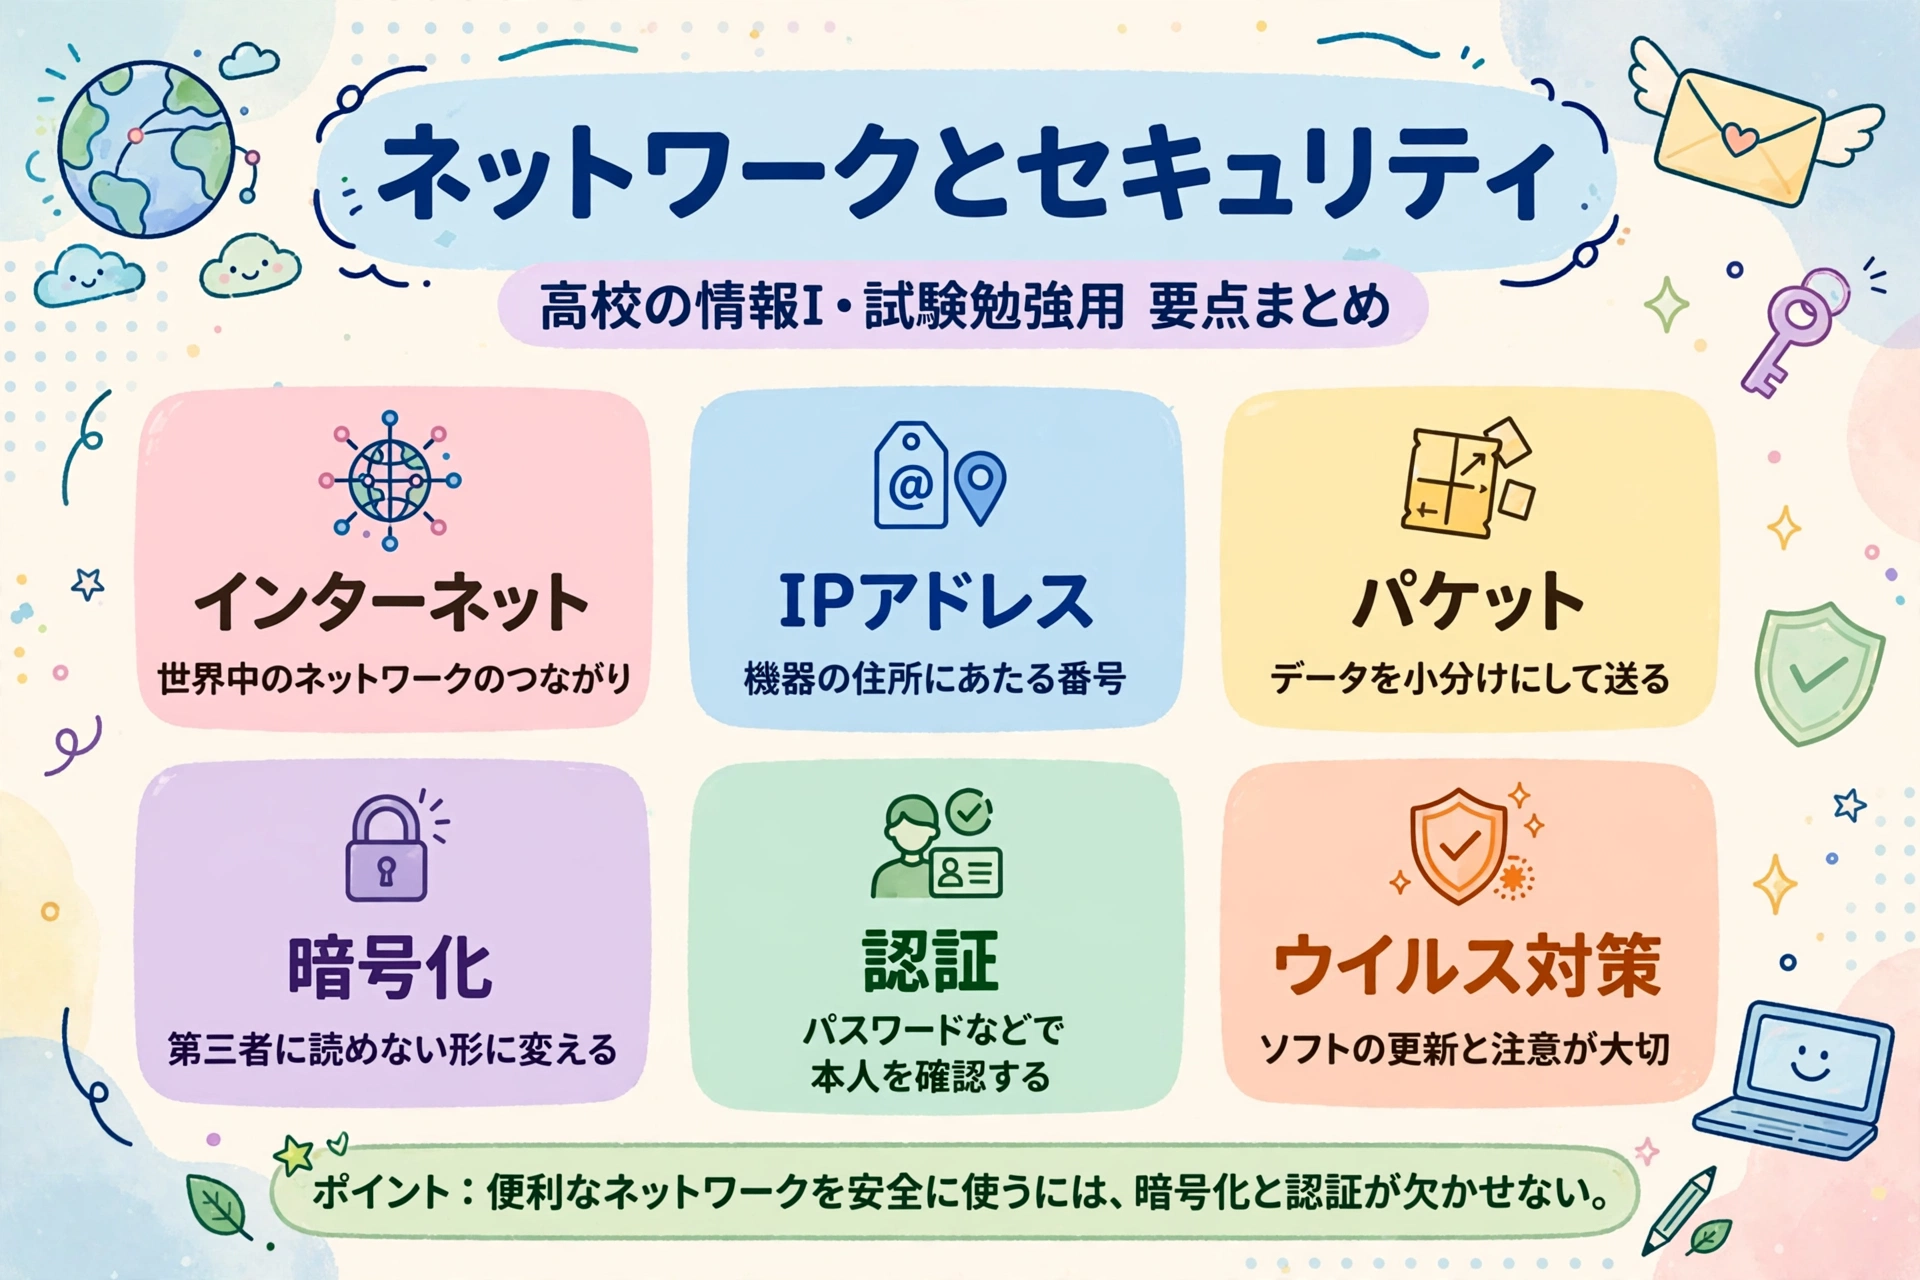 ネットワークとセキュリティ
高校の情報I・試験勉強用 要点まとめ
インターネット
世界中のネットワークのつながり
@
IPアドレス
機器の住所にあたる番号
パケット
データを小分けにして送る
暗号化
第三者に読めない形に変える
認証
パスワードなどで
本人を確認する
ウイルス対策
ソフトの更新と注意が大切
ポイント：便利なネットワークを安全に使うには、暗号化と認証が欠かせない。